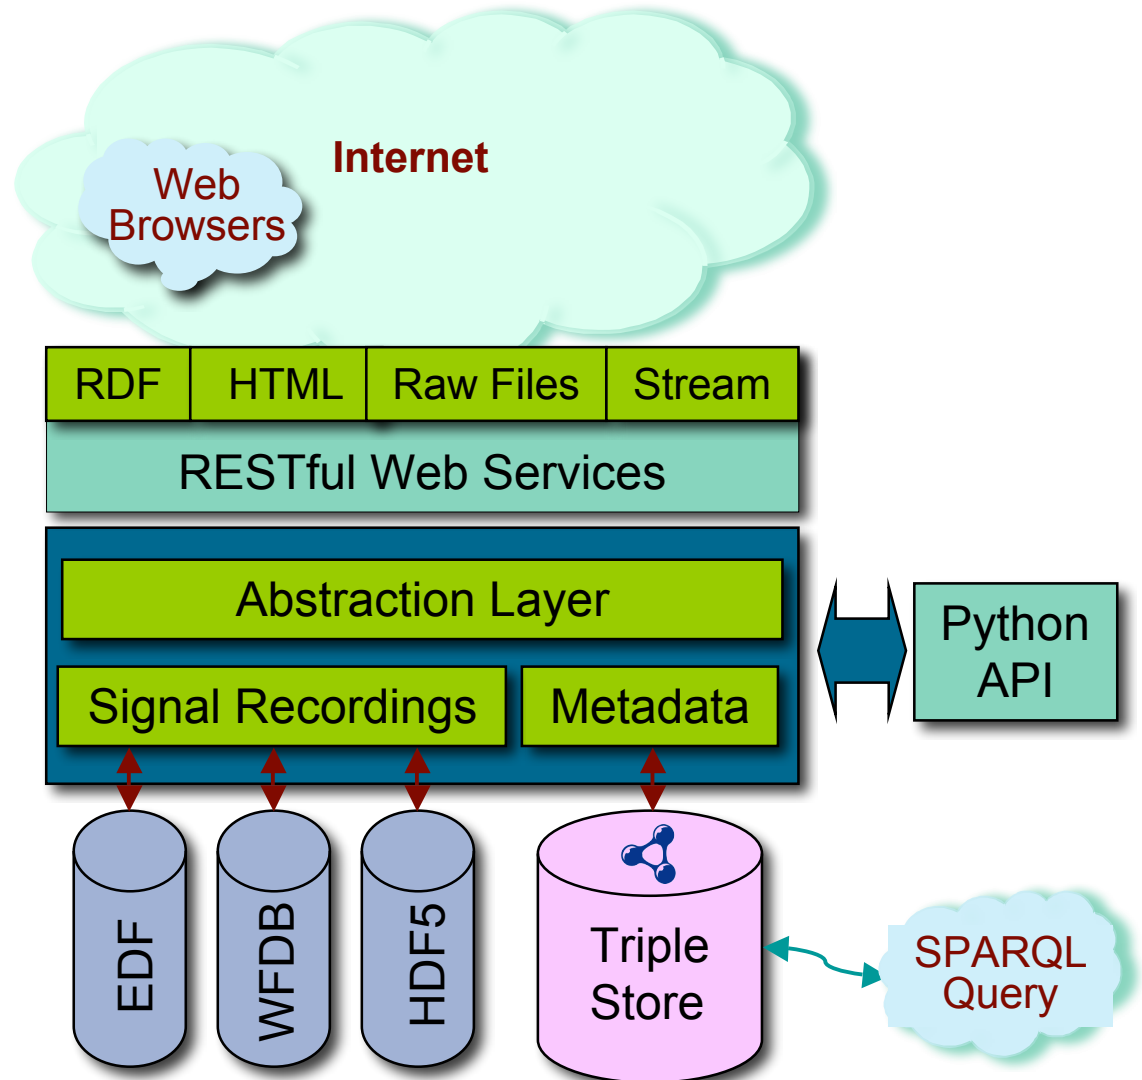 Internet
Web
Browsers
RDF
HTML
Raw Files
Stream
RESTful Web Services
Abstraction Layer
Signal Recordings
Metadata
Python
API
EDF
WFDB
HDF5
Triple
Store
SPARQL
Query